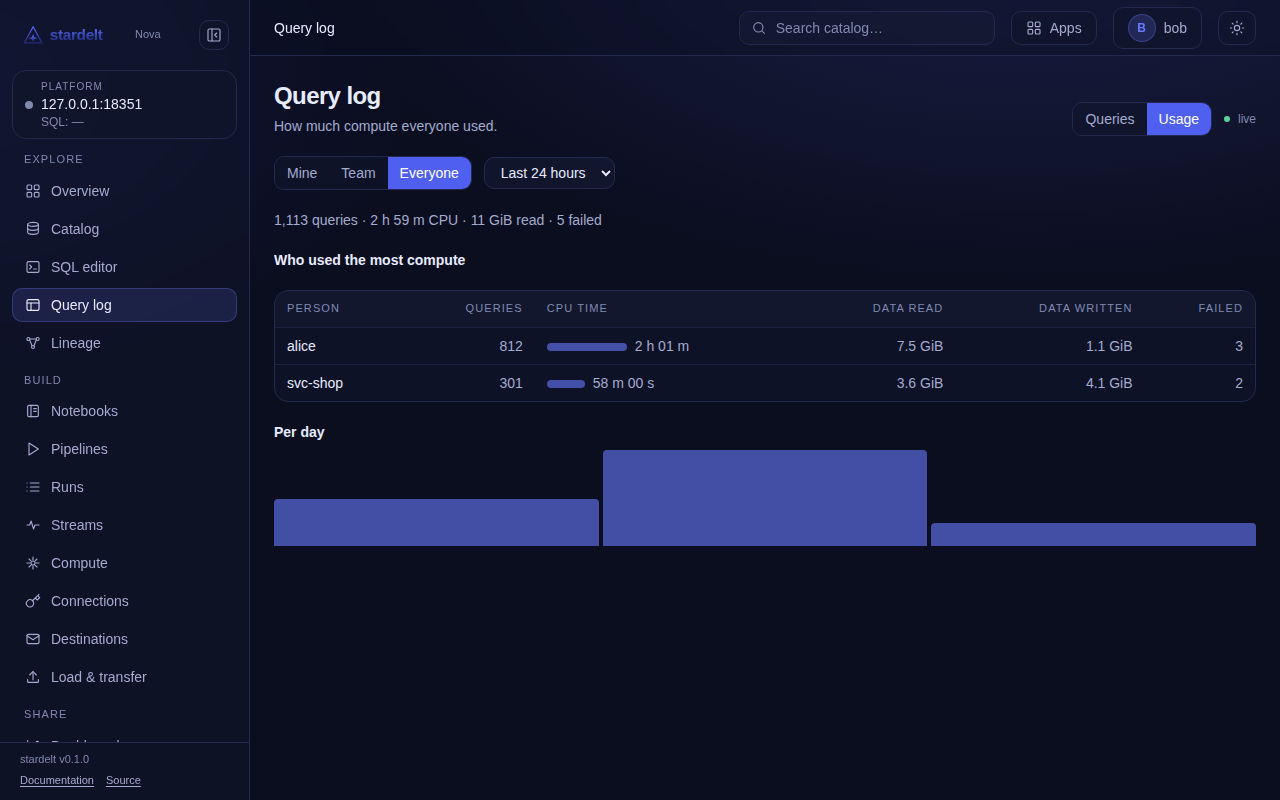 stardelt
Nova
PLATFORM
127.0.0.1:18351
SQL: —
EXPLORE
Overview
Catalog
SQL editor
Query log
Lineage
BUILD
Notebooks
Pipelines
Runs
Streams
Compute
Connections
Destinations
Load & transfer
SHARE
stardelt v0.1.0
Documentation Source
Query log
Search catalog…
Apps
B bob
Query log
How much compute everyone used.
Queries Usage live
Mine Team Everyone Last 24 hours
1,113 queries · 2 h 59 m CPU · 11 GiB read · 5 failed
Who used the most compute
PERSON QUERIES CPU TIME DATA READ DATA WRITTEN FAILED
alice 812 2 h 01 m 7.5 GiB 1.1 GiB 3
svc-shop 301 58 m 00 s 3.6 GiB 4.1 GiB 2
Per day